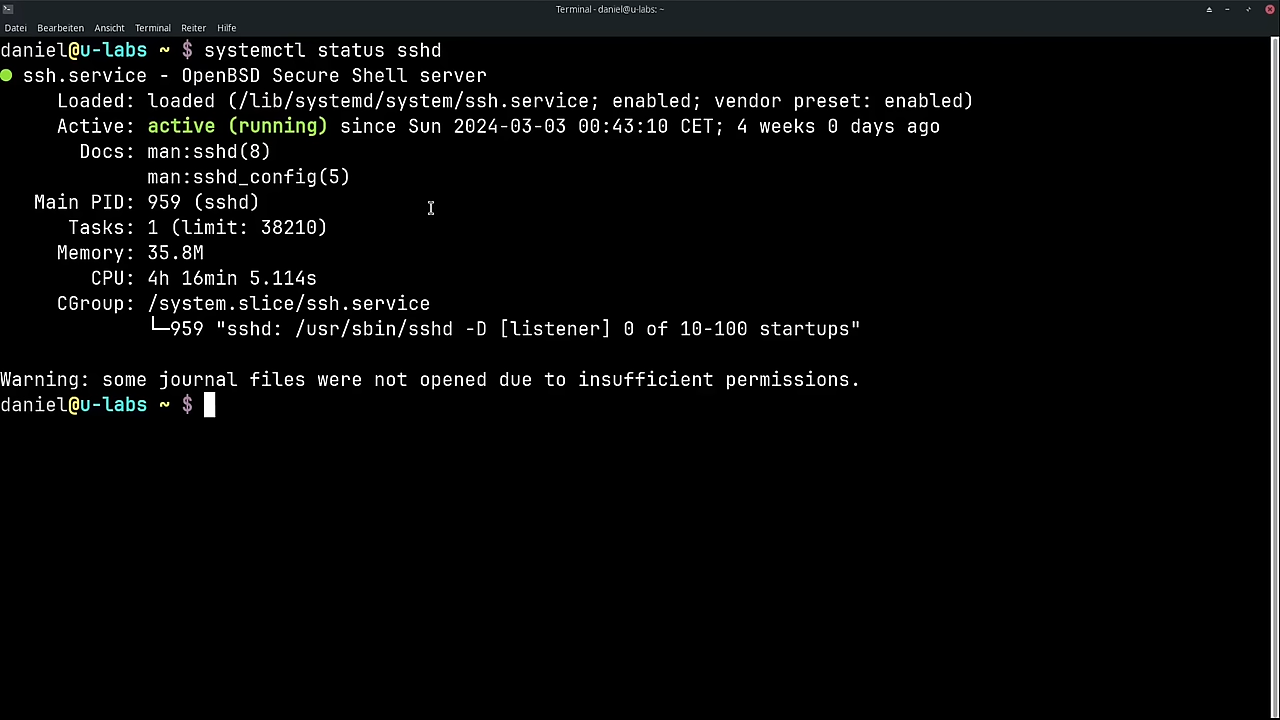 Terminal - daniel@u-labs: ~
Datei Bearbeiten Ansicht Terminal Reiter Hilfe
daniel@u-labs ~ $ systemctl status sshd
● ssh.service - OpenBSD Secure Shell server
Loaded: loaded (/lib/systemd/system/ssh.service; enabled; vendor preset: enabled)
Active: active (running) since Sun 2024-03-03 00:43:10 CET; 4 weeks 0 days ago
Docs: man:sshd(8)
man:sshd_config(5)
Main PID: 959 (sshd)
Tasks: 1 (limit: 38210)
Memory: 35.8M
CPU: 4h 16min 5.114s
CGroup: /system.slice/ssh.service
└─959 "sshd: /usr/sbin/sshd -D [listener] 0 of 10-100 startups"
Warning: some journal files were not opened due to insufficient permissions.
daniel@u-labs ~ $